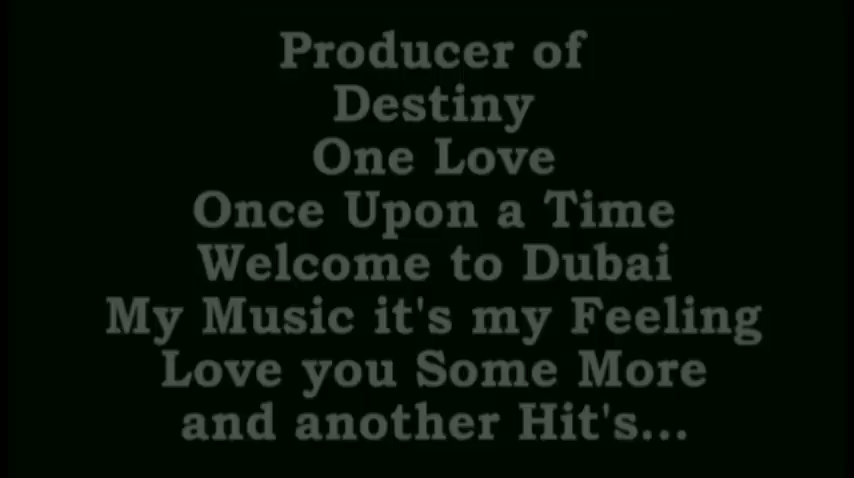 Producer of
Destiny
One Love
Once Upon a Time
Welcome to Dubai
My Music it's my Feeling
Love you Some More
and another Hit's...